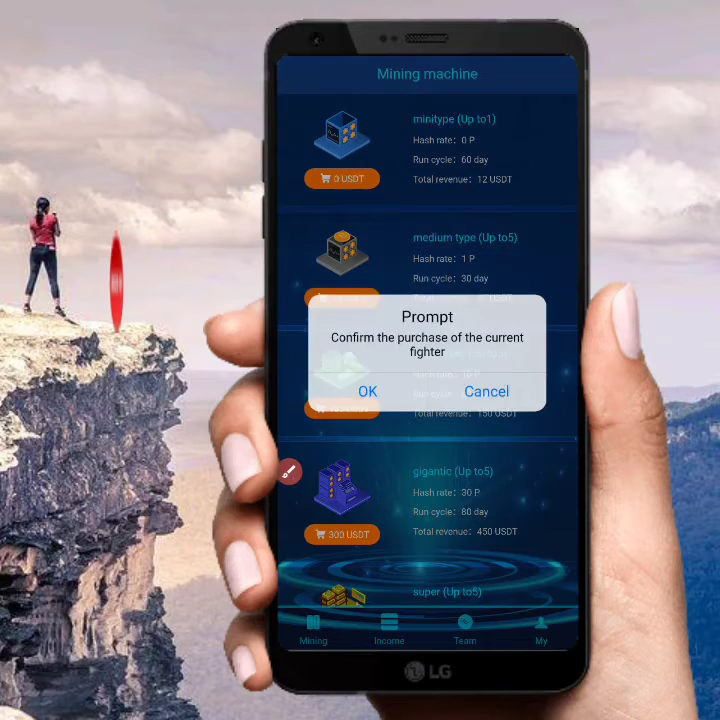 Mining machine
minitype (Up to1)
Hash rate: 0 P
Run cycle: 60 day
0 USDT
Total revenue: 12 USDT
medium type (Up to5)
Hash rate: 1 P
Run cycle: 30 day
Prompt
Confirm the purchase of the current
fighter
OK
Cancel
Total revenue: 150 USDT
gigantic (Up to5)
Hash rate: 30 P
Run cycle: 80 day
300 USDT
Total revenue: 450 USDT
super (Up to5)
Mining
Income
Team
My
LG